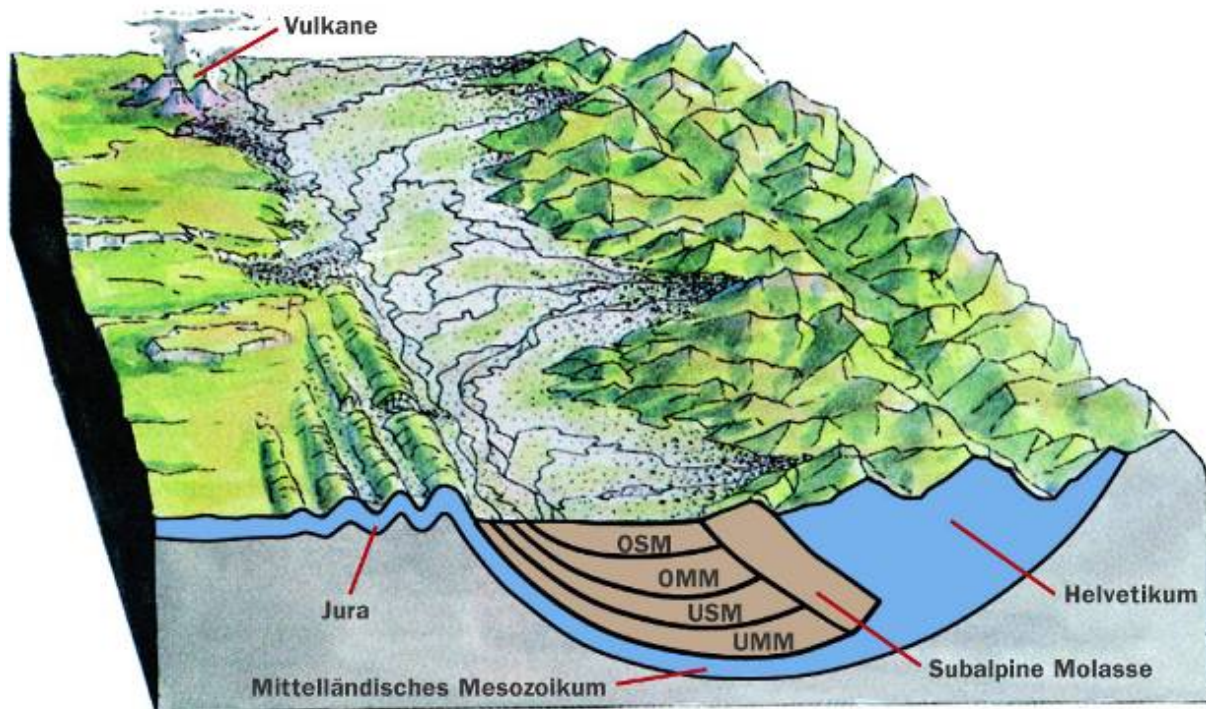 Vulkane
OSM
OMM
Jura
USM
Helvetikum
UMM
Subalpine Molasse
Mittelländisches Mesozoikum